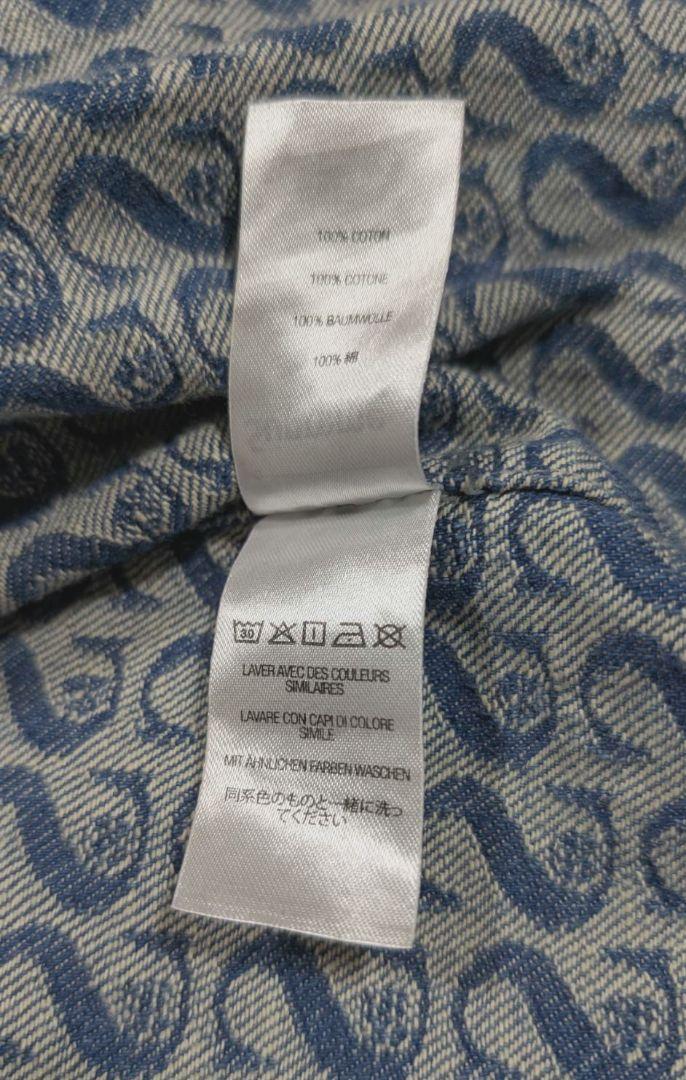 100% COTON
100% COTONE
100% BAUMWOLLE
100% 綿
30
LAVER AVEC DES COULEURS
SIMILAIRES
LAVARE CON CAPI DI COLORE
SIMILE
MIT ÄHNLICHEN FARBEN WASCHEN
同系色のものと一緒に洗っ
てください